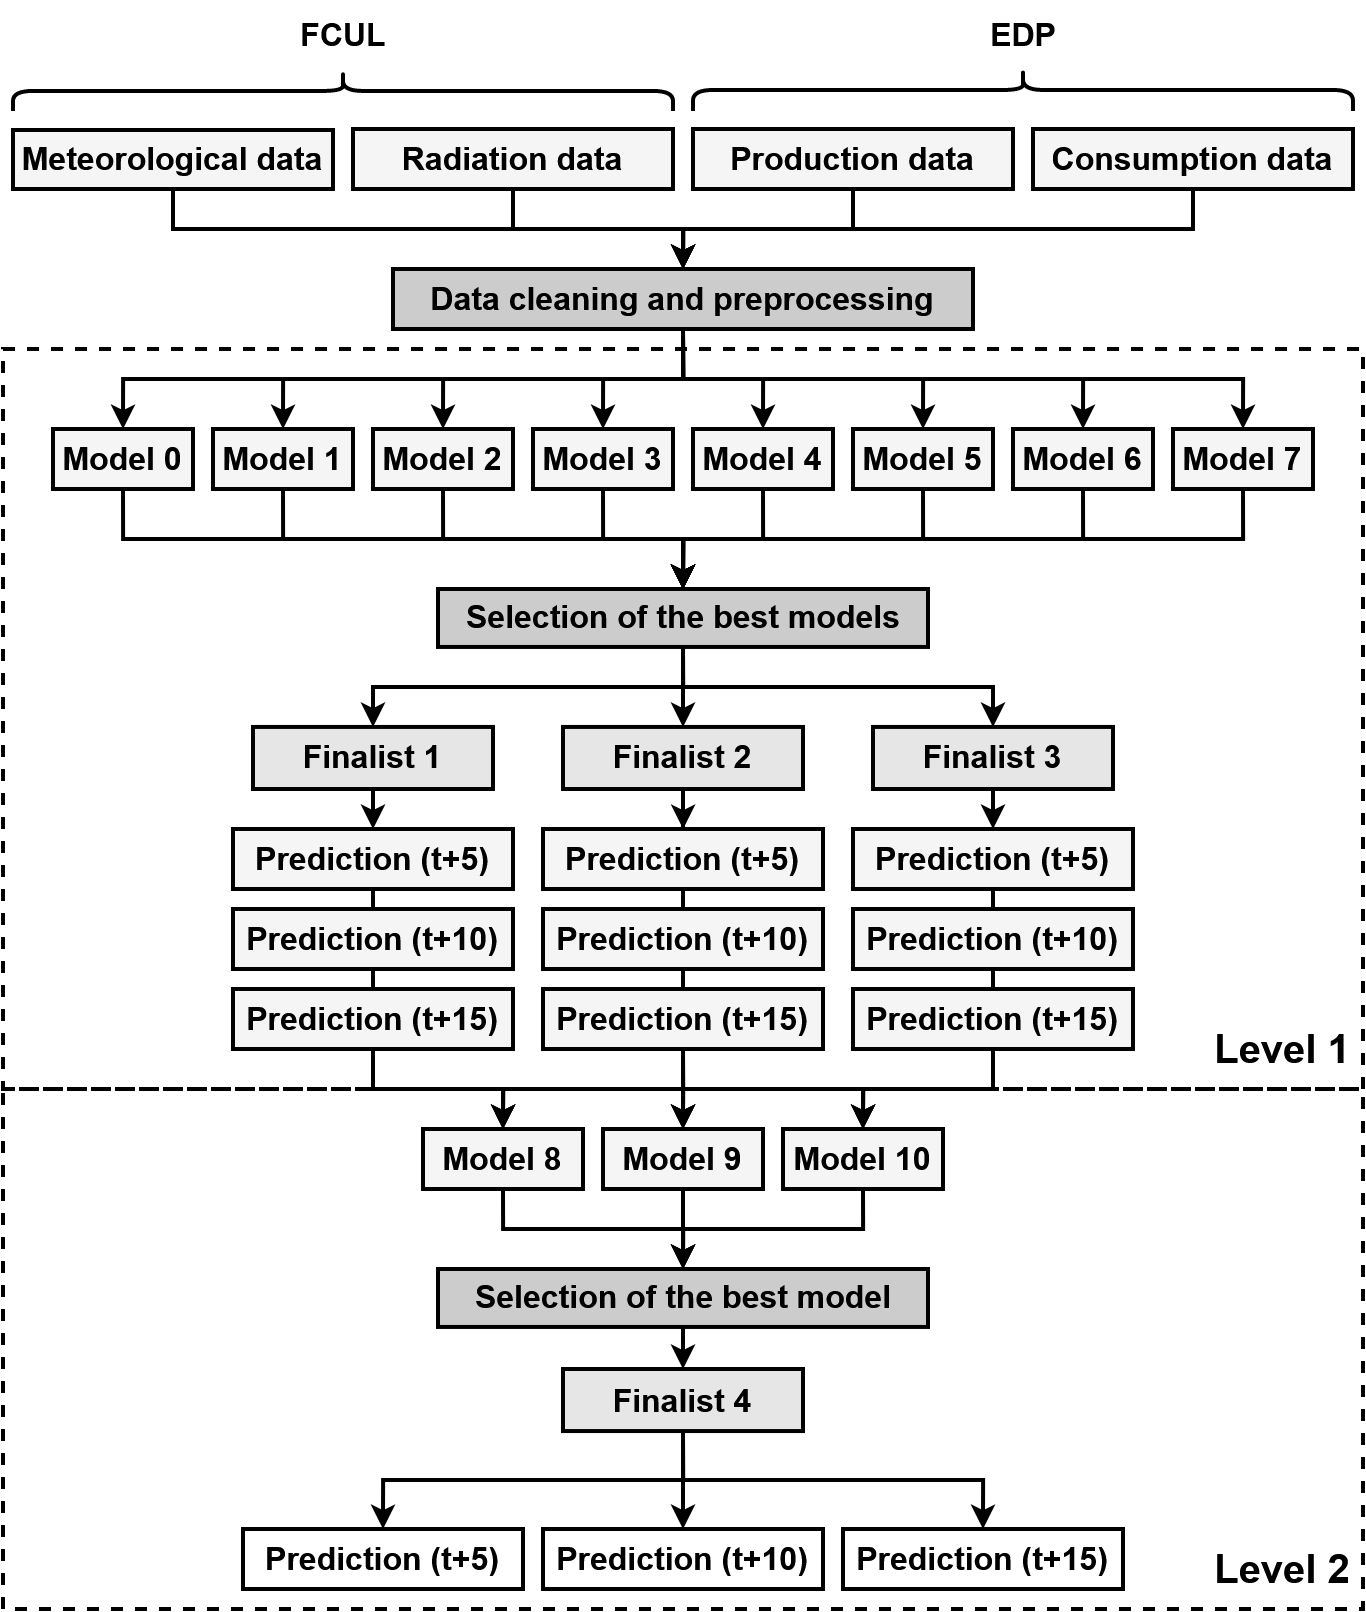 FCUL
EDP
Meteorological data
Radiation data
Production data
Consumption data
Data cleaning and preprocessing
Model 0
Model 1
Model 2
Model 3
Model 4
Model 5
Model 6
Model 7
Selection of the best models
Finalist 1
Finalist 2
Finalist 3
Prediction (t+5)
Prediction (t+5)
Prediction (t+5)
Prediction (t+10)
Prediction (t+10)
Prediction (t+10)
Prediction (t+15)
Prediction (t+15)
Prediction (t+15)
Level 1
Model 8
Model 9
Model 10
Selection of the best model
Finalist 4
Prediction (t+5)
Prediction (t+10)
Prediction (t+15)
Level 2